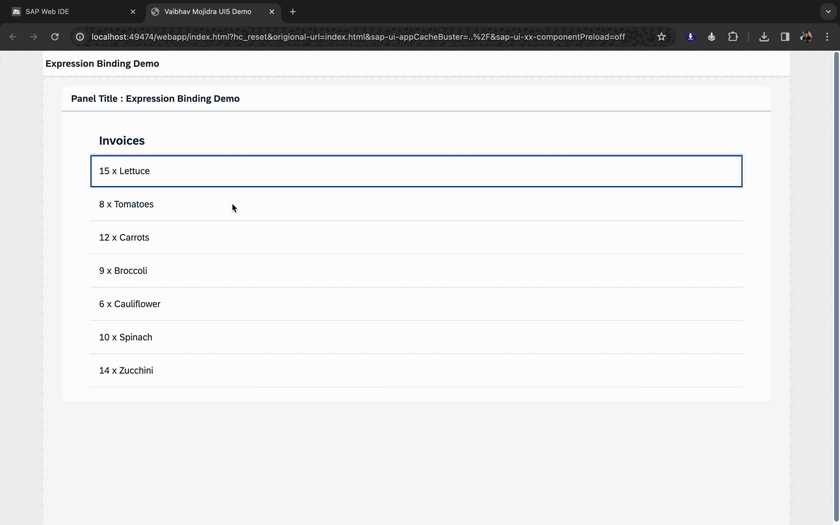 SAP Web IDE
Vaibhav Mojidra UI5 Demo
localhost:49474/webapp/index.html?hc_reset&origional-url=index.html&sap-ui-appCacheBuster=..%2F&sap-ui-xx-componentPreload=off
Expression Binding Demo
Panel Title : Expression Binding Demo
Invoices
15 x Lettuce
8 x Tomatoes
12 x Carrots
9 x Broccoli
6 x Cauliflower
10 x Spinach
14 x Zucchini